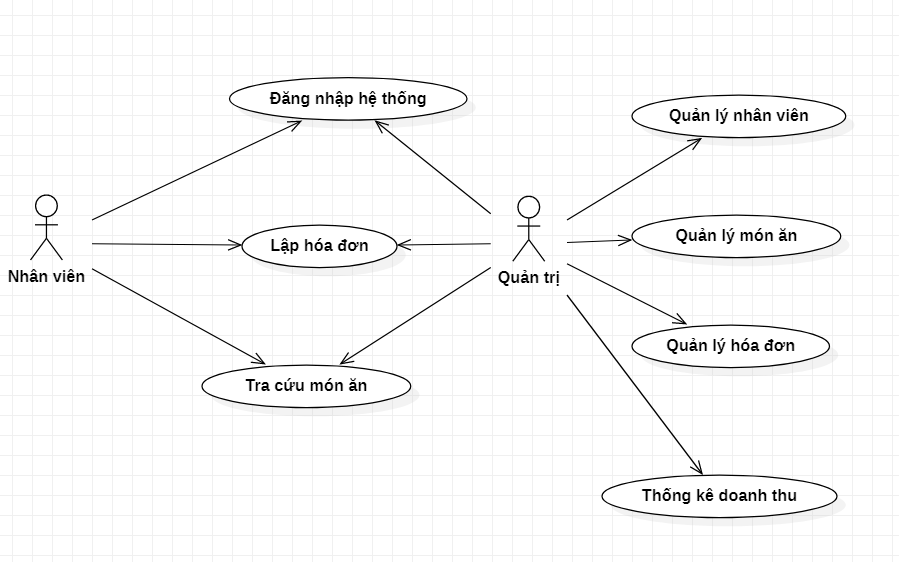 Đăng nhập hệ thống
Quản lý nhân viên
Lập hóa đơn
Quản lý món ăn
Nhân viên
Quản trị
Quản lý hóa đơn
Tra cứu món ăn
Thống kê doanh thu